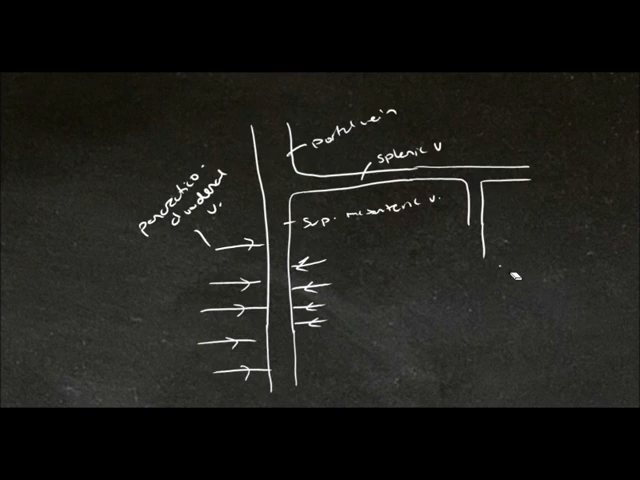 portal vein
splenic v
pancreatico.
duodenal
v.
Sup. mesenteric v.